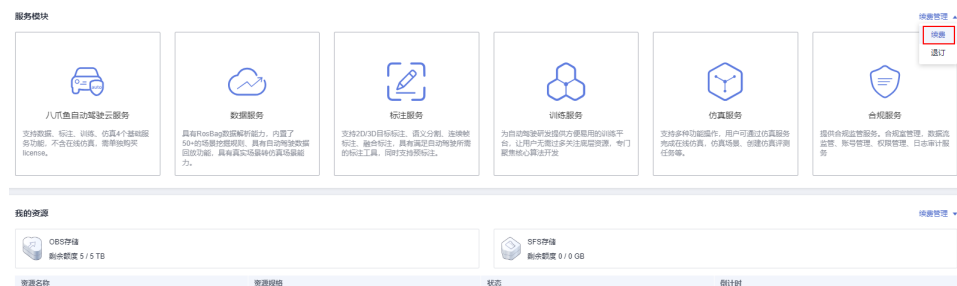 服务模块
续费管理
续费
退订
八爪鱼自动驾驶云服务
支持数据、标注、训练、仿真4个基础服
务功能，不含在线仿真，需单独购买
license。
数据服务
具有RosBag数据解析能力，内置了
50+的场景挖掘规则，具有自动驾驶数据
回放功能，具有真实场景转仿真场景能
力。
标注服务
支持2D/3D目标标注、语义分割、连续帧
标注、融合标注，具有满足自动驾驶所需
的标注工具，同时支持预标注。
训练服务
为自动驾驶研发提供方便易用的训练平
台，让用户无需过多关注底层资源，专门
聚焦核心算法开发
仿真服务
支持多种功能操作，用户可通过仿真服务
完成在线仿真，仿真场景，创建仿真评测
任务等。
合规服务
提供合规监管服务。合规室管理、数据流
监管、账号管理、权限管理、日志审计服
务
我的资源
续费管理
OBS存储
剩余额度 5 / 5 TB
SFS存储
剩余额度 0 / 0 GB
资源名称
资源规格
状态
倒计时